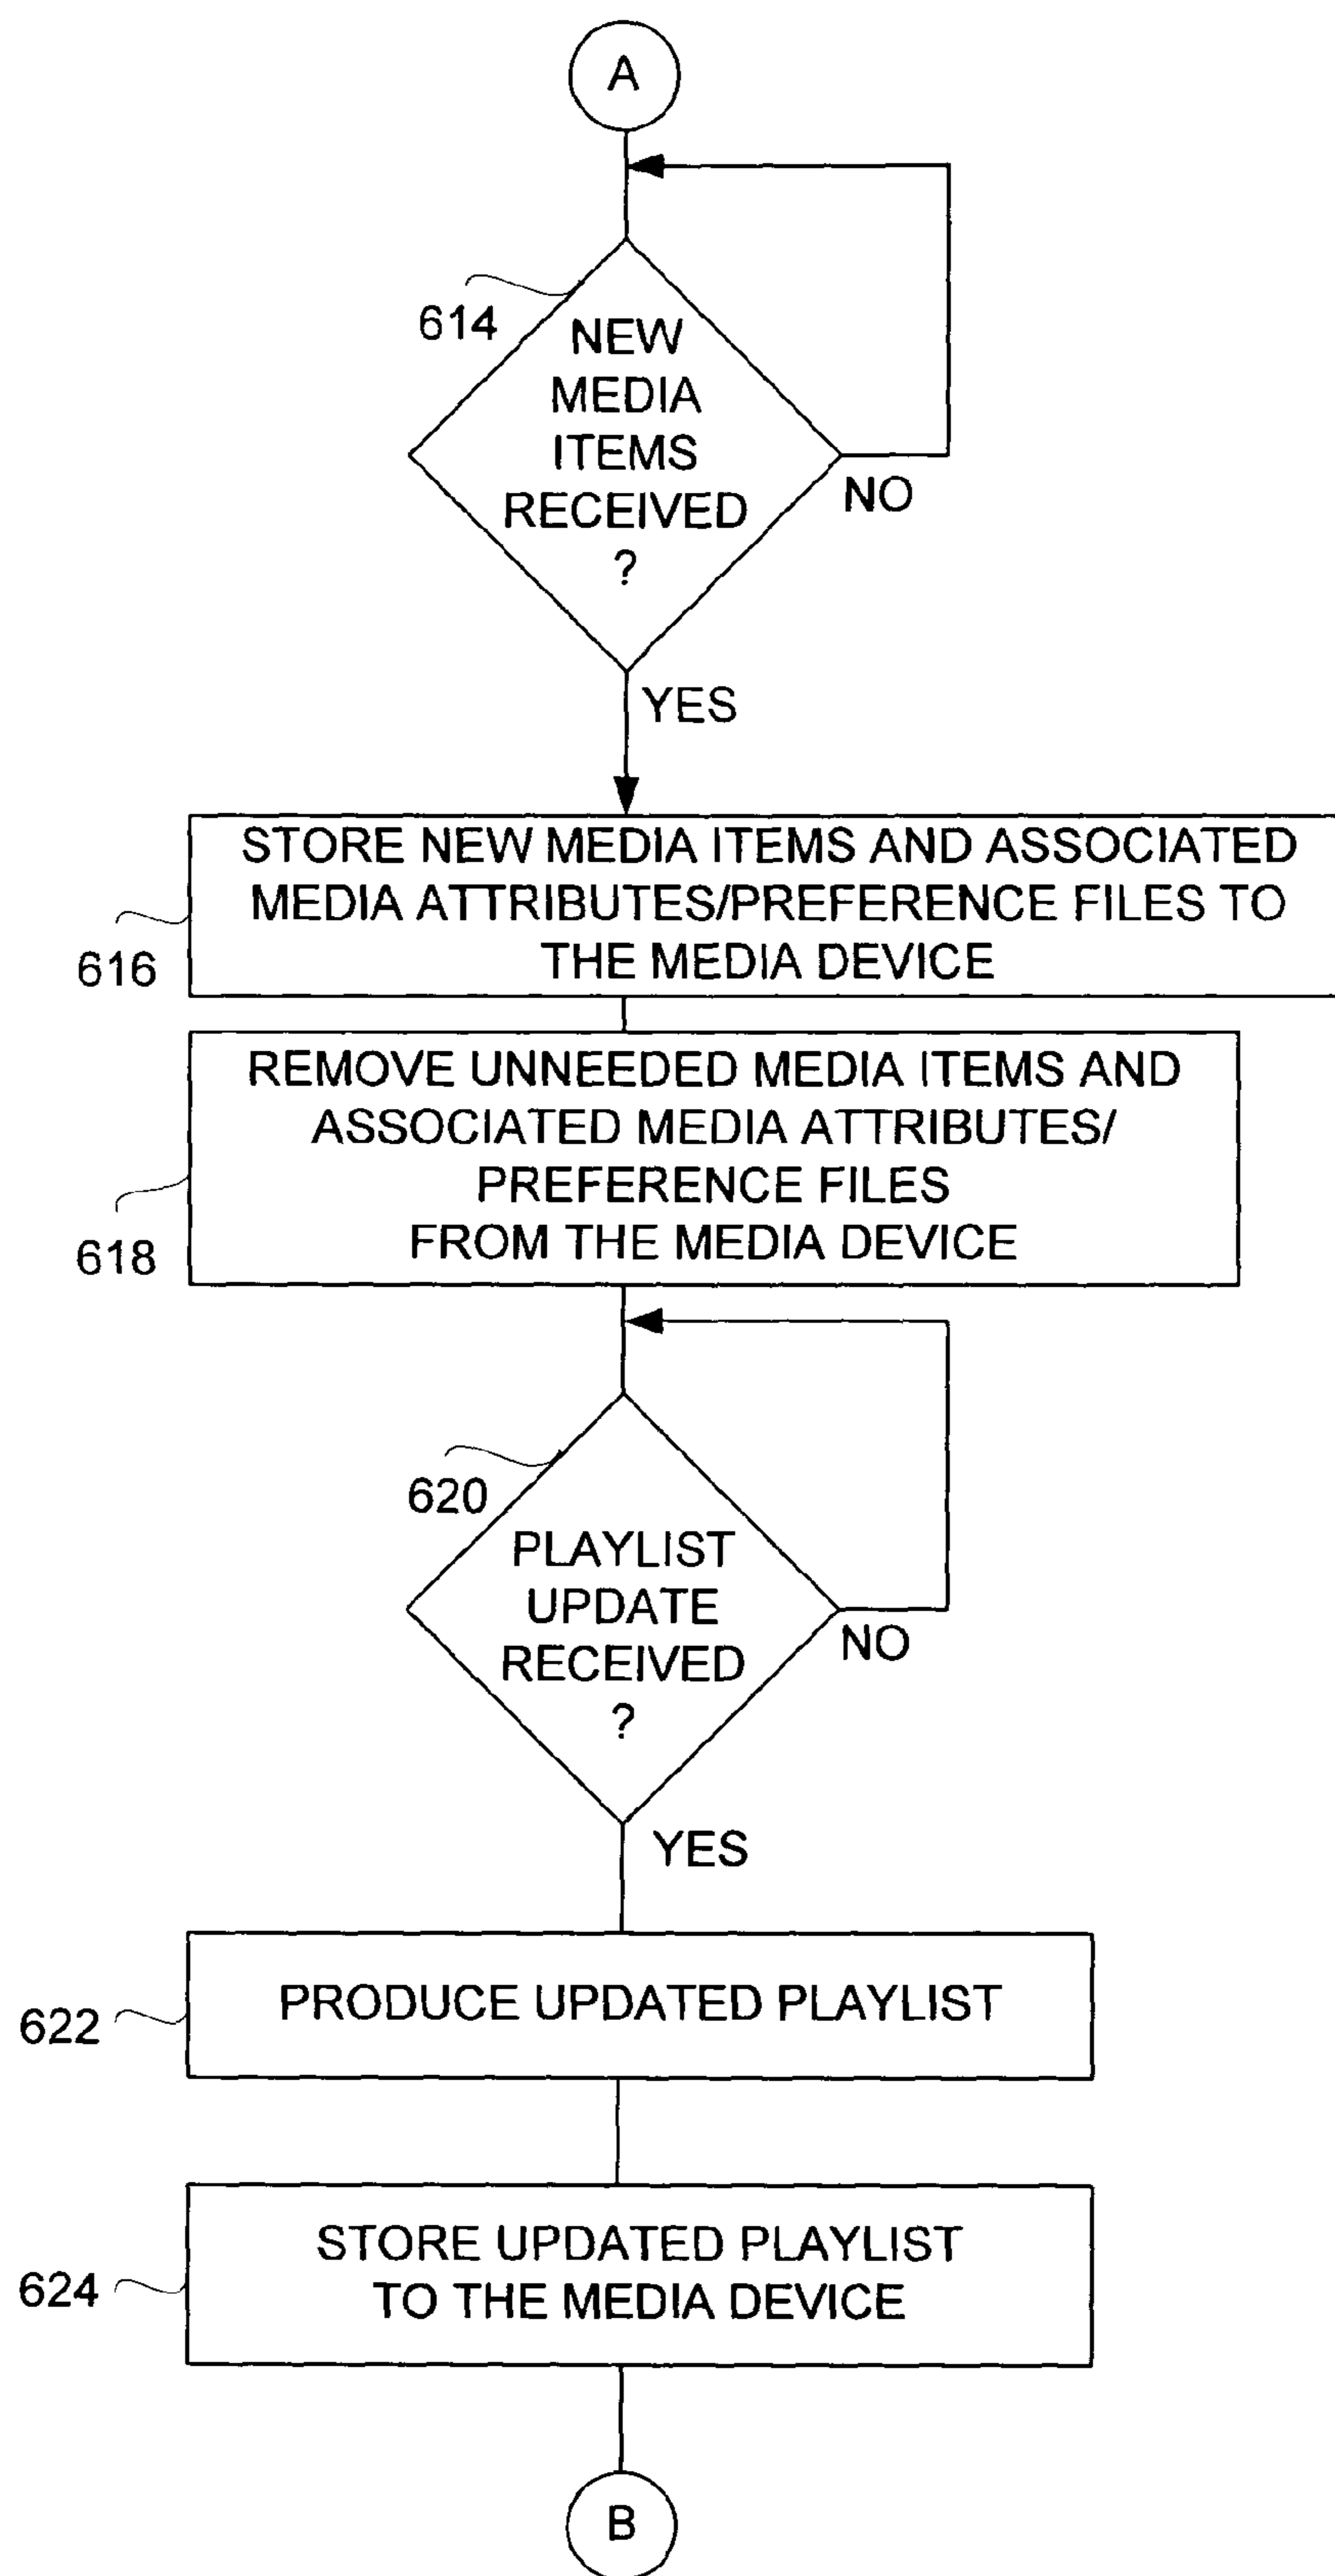 A
614
NEW
MEDIA
ITEMS
RECEIVED
?
NO
YES
STORE NEW MEDIA ITEMS AND ASSOCIATED
MEDIA ATTRIBUTES/PREFERENCE FILES TO
THE MEDIA DEVICE
616
REMOVE UNNEEDED MEDIA ITEMS AND
ASSOCIATED MEDIA ATTRIBUTES/
PREFERENCE FILES
FROM THE MEDIA DEVICE
618
620
PLAYLIST
UPDATE
RECEIVED
?
NO
YES
PRODUCE UPDATED PLAYLIST
622
STORE UPDATED PLAYLIST
TO THE MEDIA DEVICE
624
B